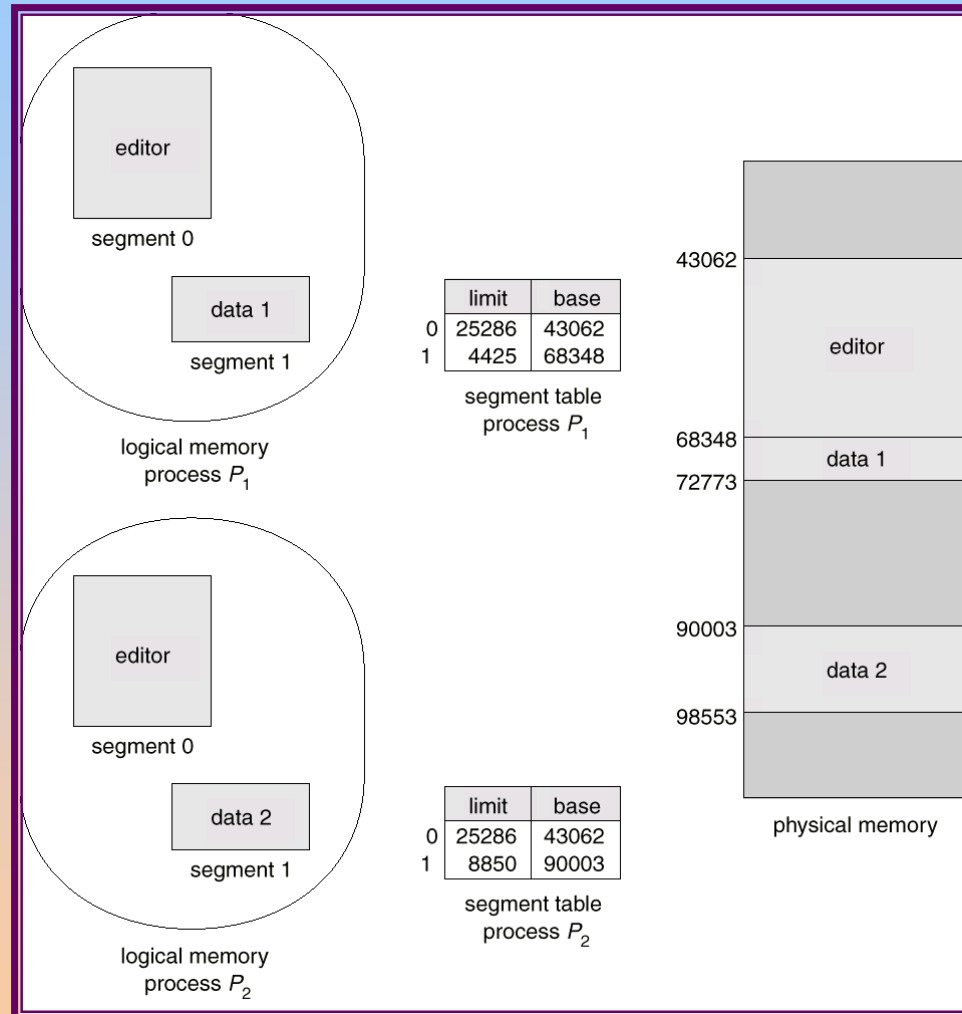 editor
segment 0
data 1
segment 1
logical memory
process P1
limit base
0 25286 43062
1 4425 68348
segment table
process P1
editor
segment 0
data 2
segment 1
logical memory
process P2
limit base
0 25286 43062
1 8850 90003
segment table
process P2
43062
editor
68348
data 1
72773
90003
data 2
98553
physical memory